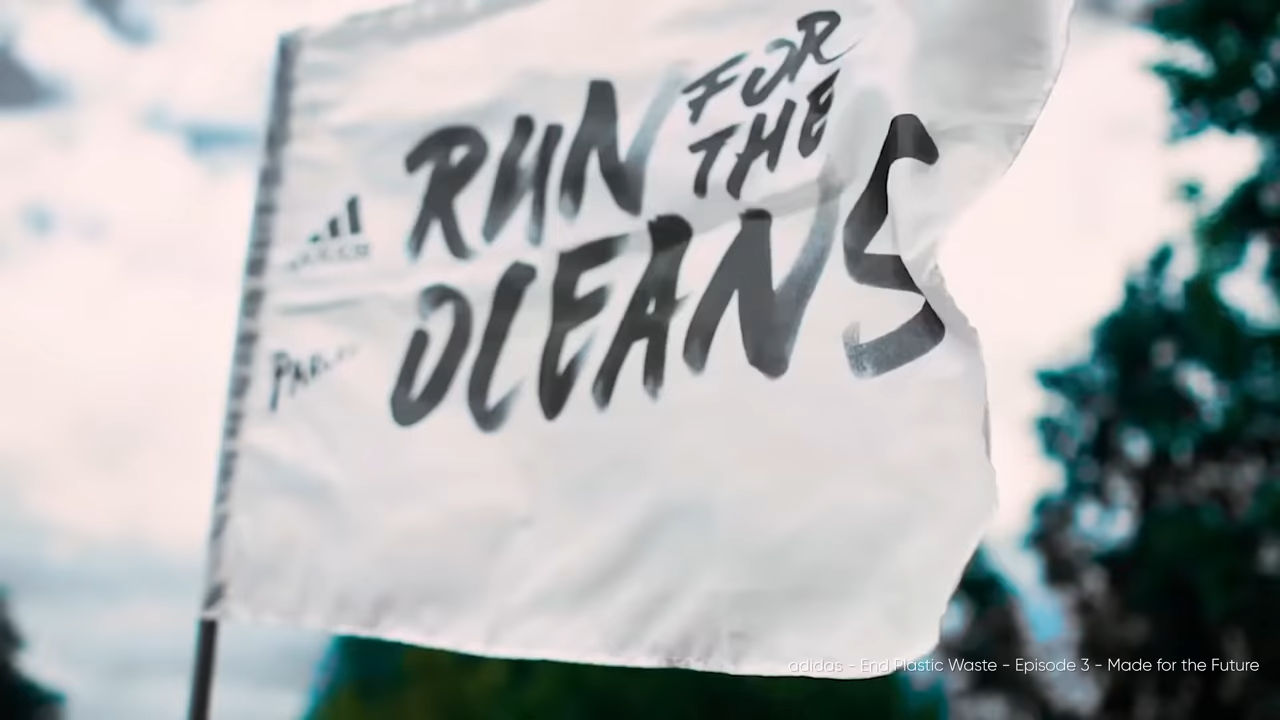 RUN FOR
THE
OCEANS
adidas - End Plastic Waste - Episode 3 - Made for the Future